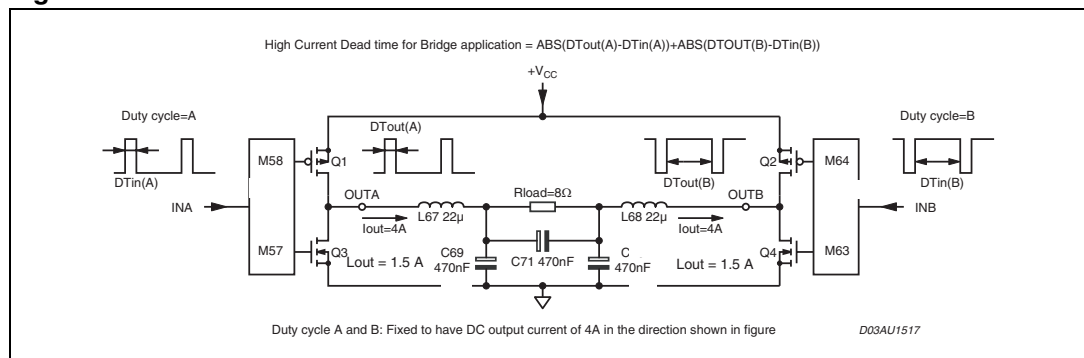 High Current Dead time for Bridge application = ABS(DTout(A)-DTin(A))+ABS(DTOUT(B)-DTin(B))
+VCC
Duty cycle=A
DTin(A)
M58
Q1
DTout(A)
DTout(B)
Q2
M64
Duty cycle=B
DTin(B)
INA
OUTA
Rload=8Ω
OUTB
INB
L67 22µ
L68 22µ
Iout=4A
Iout=4A
M57
Q3
Lout = 1.5 A
C69
470nF
C71 470nF
C
470nF
Lout = 1.5 A
Q4
M63
Duty cycle A and B: Fixed to have DC output current of 4A in the direction shown in figure
D03AU1517